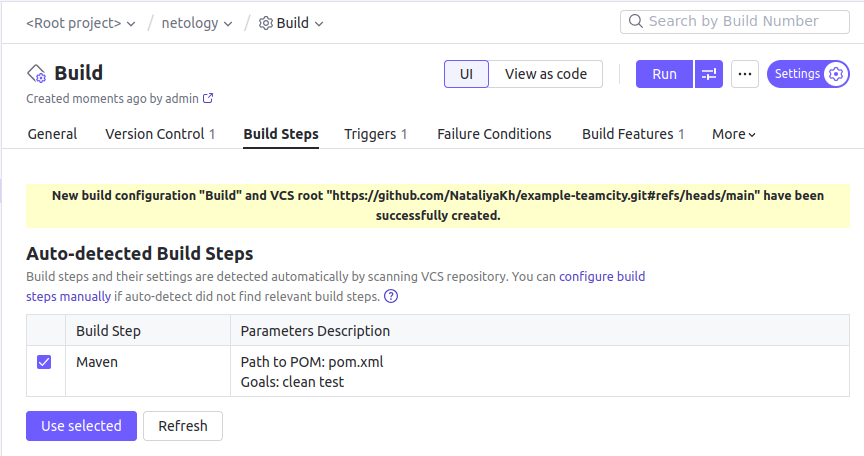 <Root project> / netology / Build
Search by Build Number
Build
UI
View as code
Run
...
Settings
Created moments ago by admin
General
Version Control 1
Build Steps
Triggers 1
Failure Conditions
Build Features 1
More
New build configuration "Build" and VCS root "https://github.com/NataliyaKh/example-teamcity.git#refs/heads/main" have been
successfully created.
Auto-detected Build Steps
Build steps and their settings are detected automatically by scanning VCS repository. You can configure build
steps manually if auto-detect did not find relevant build steps. ?
Build Step
Parameters Description
Maven
Path to POM: pom.xml
Goals: clean test
Use selected
Refresh